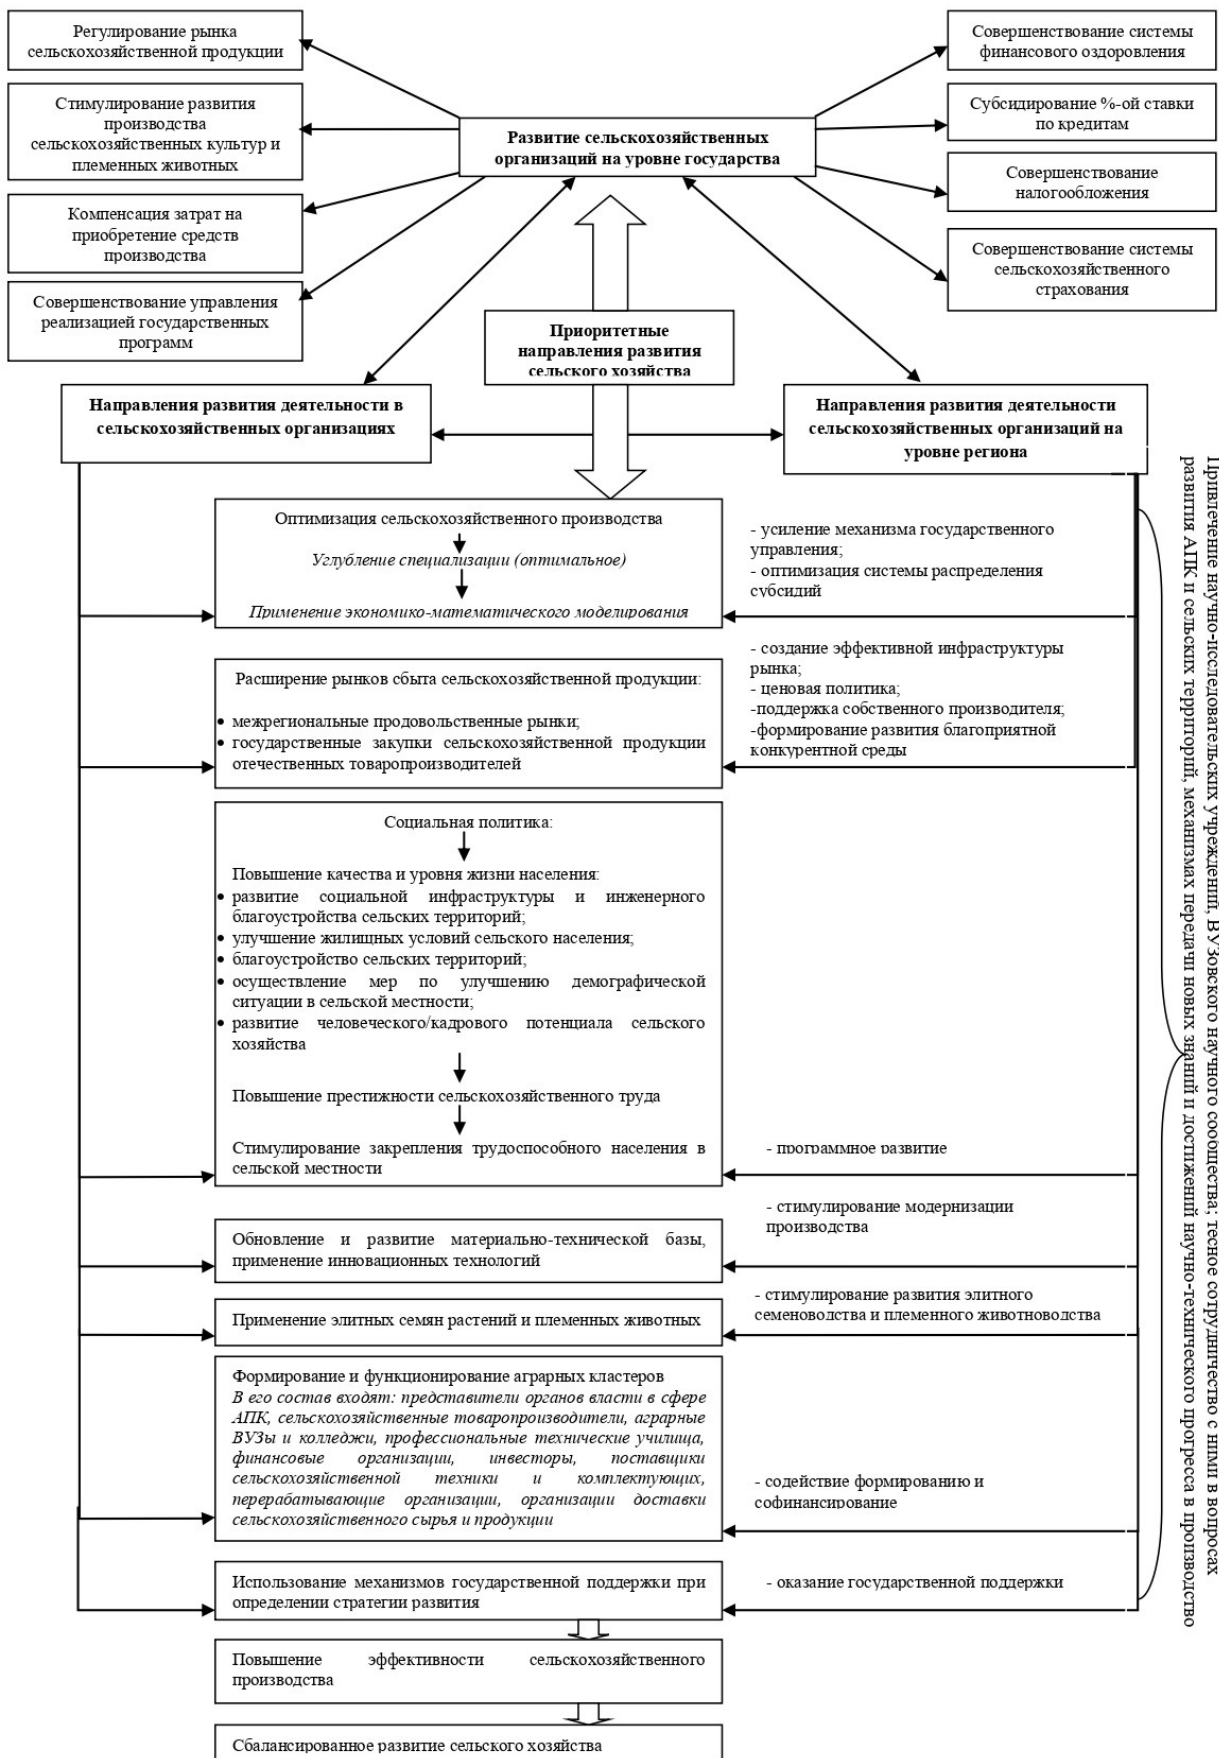 Регулирование рынка
сельскохозяйственной продукции
Стимулирование развития
производства
сельскохозяйственных культур и
племенных животных
Компенсация затрат на
приобретение средств
производства
Совершенствование управления
реализацией государственных
программ
Развитие сельскохозяйственных
организаций на уровне государства
Совершенствование системы
финансового оздоровления
Субсидирование %-ой ставки
по кредитам
Совершенствование
налогообложения
Совершенствование системы
сельскохозяйственного
страхования
Приоритетные
направления развития
сельского хозяйства
Направления развития деятельности в
сельскохозяйственных организациях
Направления развития деятельности
сельскохозяйственных организаций на
уровне региона
Оптимизация сельскохозяйственного производства
Углубление специализации (оптимальное)
Применение экономико-математического моделирования
- усиление механизма государственного
управления;
- оптимизация системы распределения
субсидий
Расширение рынков сбыта сельскохозяйственной продукции:
• межрегиональные продовольственные рынки;
• государственные закупки сельскохозяйственной продукции
отечественных товаропроизводителей
- создание эффективной инфраструктуры
рынка;
- ценовая политика;
-поддержка собственного производителя;
-формирование развития благоприятной
конкурентной среды
Социальная политика:
Повышение качества и уровня жизни населения:
• развитие социальной инфраструктуры и инженерного
благоустройства сельских территорий;
• улучшение жилищных условий сельского населения;
• благоустройство сельских территорий;
• осуществление мер по улучшению демографической
ситуации в сельской местности;
• развитие человеческого/кадрового потенциала сельского
хозяйства
Повышение престижности сельскохозяйственного труда
Стимулирование закрепления трудоспособного населения в
сельской местности
- программное развитие
Обновление и развитие материально-технической базы,
применение инновационных технологий
- стимулирование модернизации
производства
Применение элитных семян растений и племенных животных
- стимулирование развития элитного
семеноводства и племенного животноводства
Формирование и функционирование аграрных кластеров
В его состав входят: представители органов власти в сфере
АПК, сельскохозяйственные товаропроизводители, аграрные
ВУЗы и колледжи, профессиональные технические училища,
финансовые организации, инвесторы, поставщики
сельскохозяйственной техники и комплектующих,
перерабатывающие организации, организации доставки
сельскохозяйственного сырья и продукции
- содействие формированию и
софинансирование
Использование механизмов государственной поддержки при
определении стратегии развития
- оказание государственной поддержки
Повышение эффективности сельскохозяйственного
производства
Сбалансированное развитие сельского хозяйства
Привлечение научно-исследовательских учреждений, ВУЗовского научного сообщества; тесное сотрудничество с ними в вопросах
развития АПК и сельских территорий, механизмах передачи новых знаний и достижений научно-технического прогресса в производство